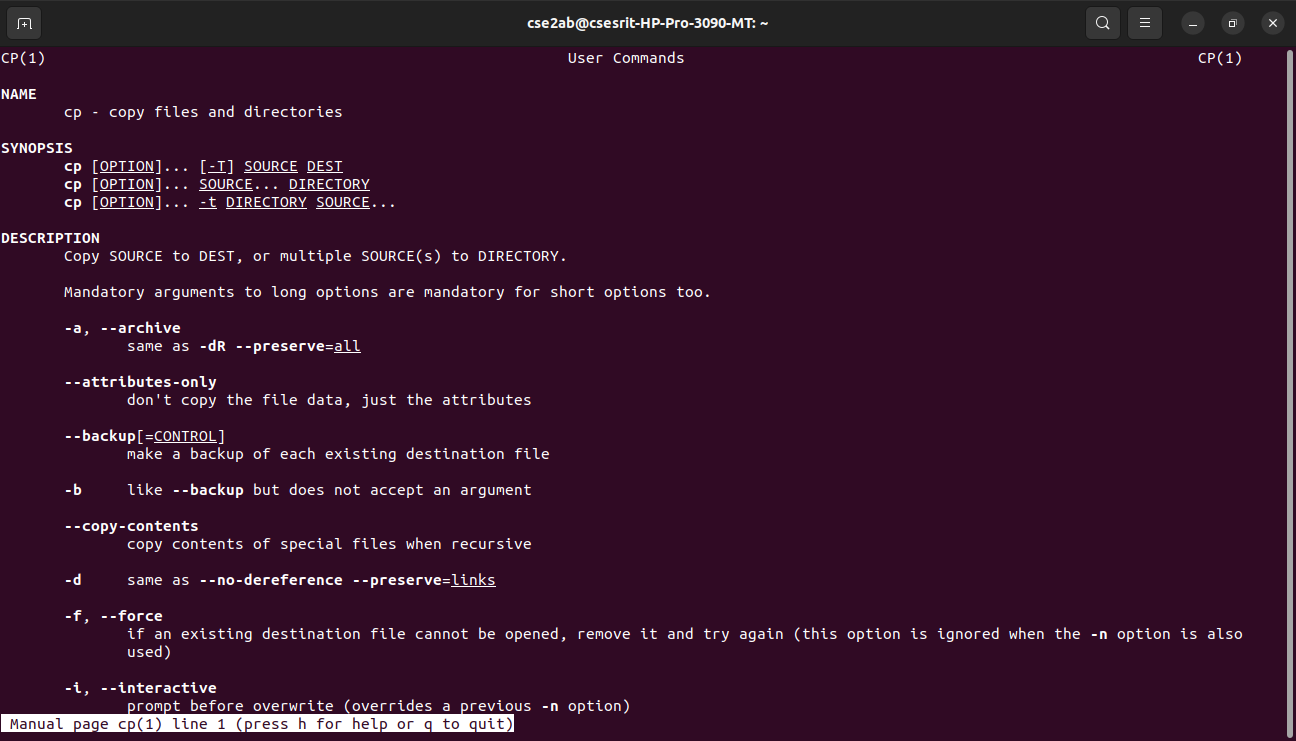 cse2ab@csesrit-HP-Pro-3090-MT: ~
CP(1) User Commands CP(1)
NAME
cp - copy files and directories
SYNOPSIS
cp [OPTION]... [-T] SOURCE DEST
cp [OPTION]... SOURCE... DIRECTORY
cp [OPTION]... -t DIRECTORY SOURCE...
DESCRIPTION
Copy SOURCE to DEST, or multiple SOURCE(s) to DIRECTORY.
Mandatory arguments to long options are mandatory for short options too.
-a, --archive
same as -dR --preserve=all
--attributes-only
don't copy the file data, just the attributes
--backup[=CONTROL]
make a backup of each existing destination file
-b like --backup but does not accept an argument
--copy-contents
copy contents of special files when recursive
-d same as --no-dereference --preserve=links
-f, --force
if an existing destination file cannot be opened, remove it and try again (this option is ignored when the -n option is also
used)
-i, --interactive
prompt before overwrite (overrides a previous -n option)
Manual page cp(1) line 1 (press h for help or q to quit)